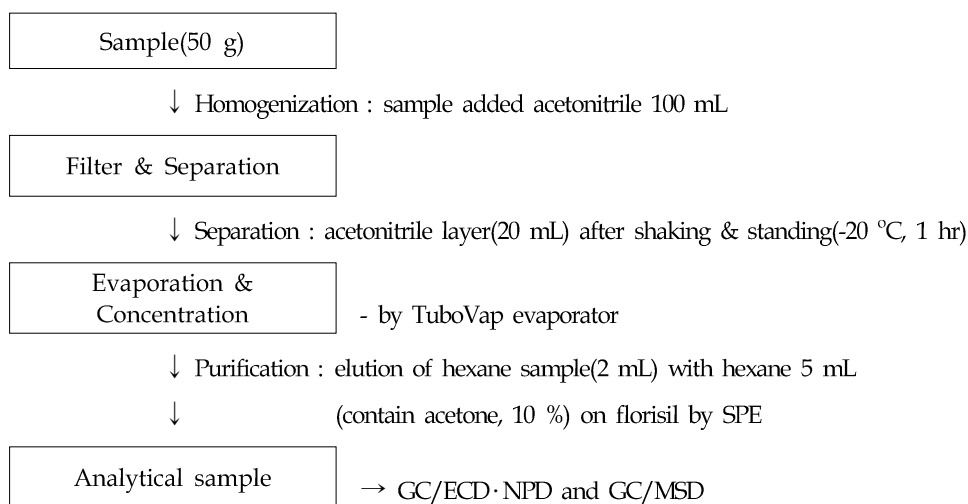 Sample(50 g)
↓ Homogenization : sample added acetonitrile 100 mL
Filter & Separation
↓ Separation : acetonitrile layer(20 mL) after shaking & standing(-20 ℃, 1 hr)
Evaporation &
Concentration
- by TuboVap evaporator
↓ Purification : elution of hexane sample(2 mL) with hexane 5 mL
↓ (contain acetone, 10 %) on florisil by SPE
Analytical sample
→ GC/ECD·NPD and GC/MSD